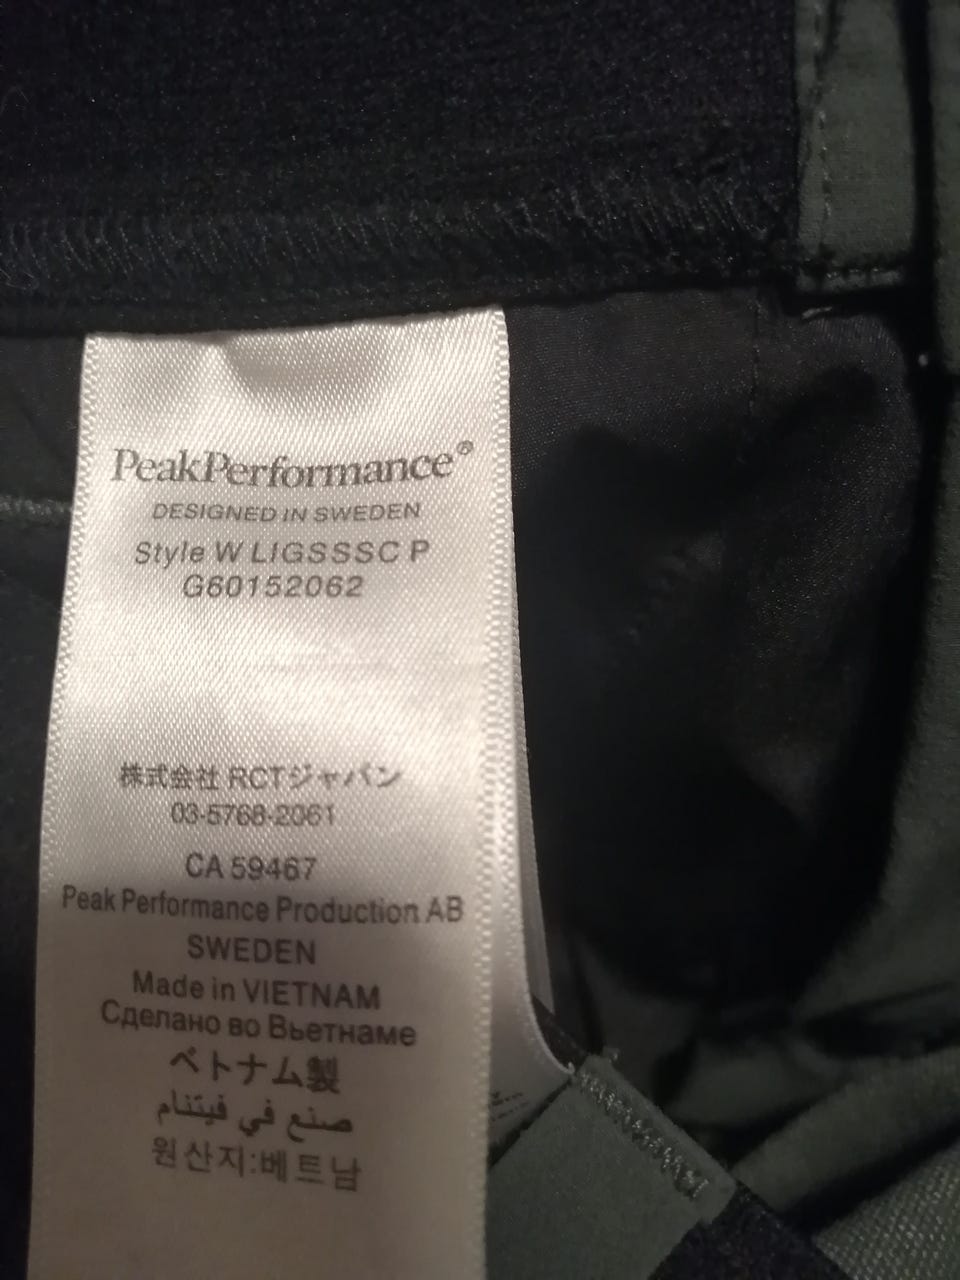 PeakPerformance®
DESIGNED IN SWEDEN
Style W LIGSSSC P
G60152062
株式会社 RCTジャパン
03-5768-2061
CA 59467
Peak Performance Production AB
SWEDEN
Made in VIETNAM
Сделано во Вьетнаме
ベトナム製
صنع في فيتنام
원산지:베트남